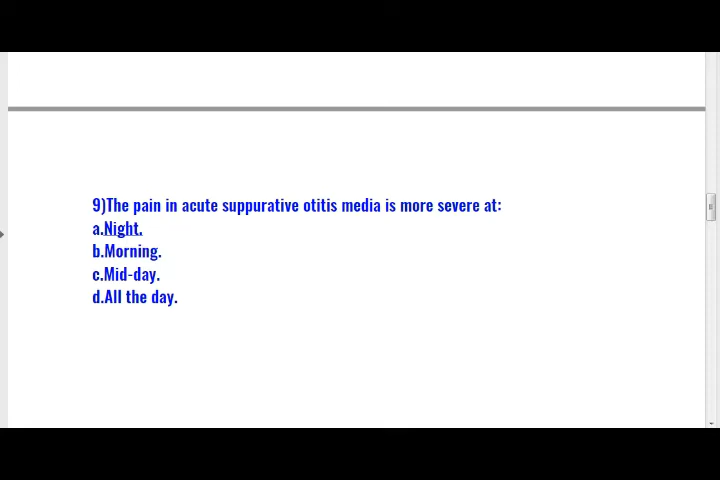 9)The pain in acute suppurative otitis media is more severe at:
a.Night.
b.Morning.
c.Mid-day.
d.All the day.